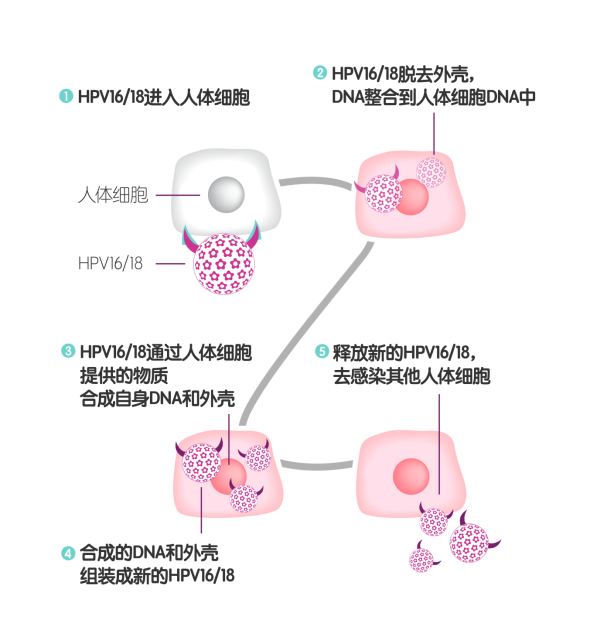 1 HPV16/18进入人体细胞
2 HPV16/18脱去外壳，
DNA整合到人体细胞DNA中
人体细胞
HPV16/18
3 HPV16/18通过人体细胞
提供的物质
合成自身DNA和外壳
4 合成的DNA和外壳
组装成新的HPV16/18
5 释放新的HPV16/18，
去感染其他人体细胞